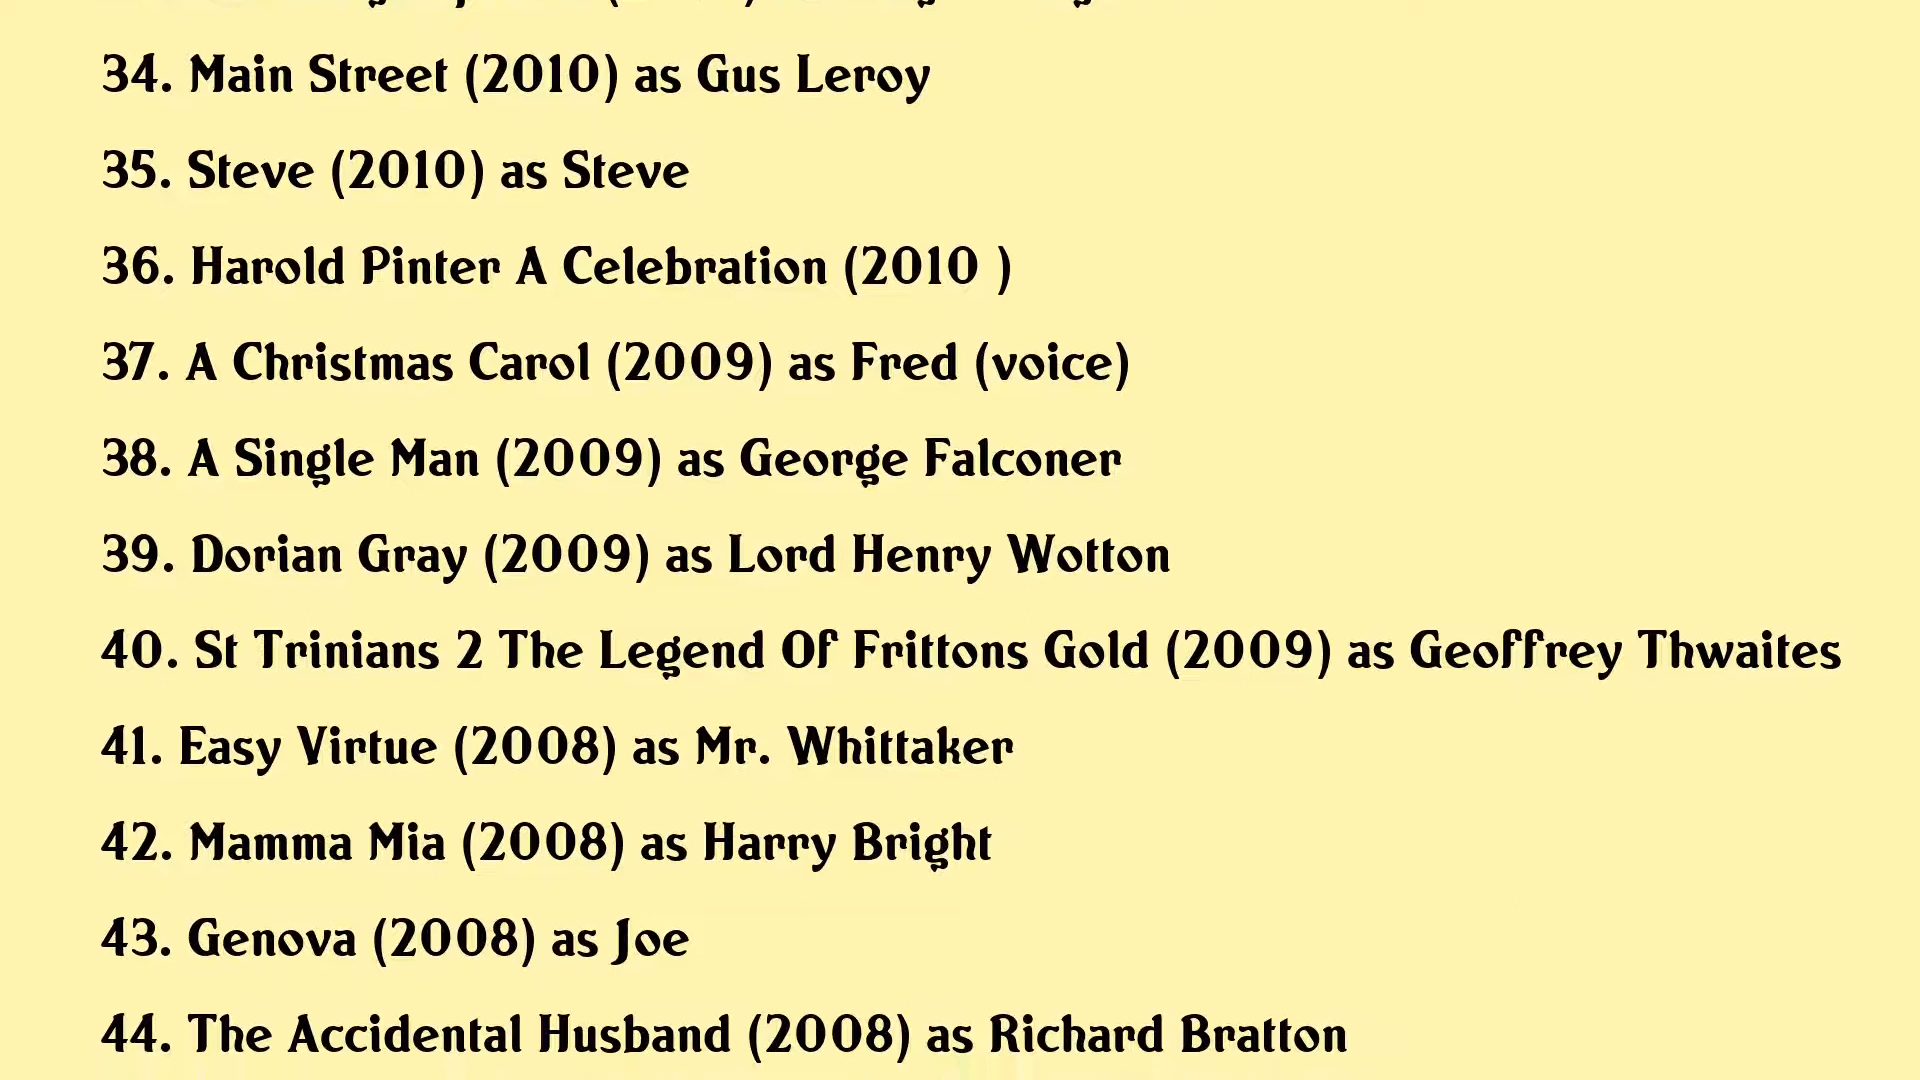 34. Main Street (2010) as Gus Leroy
35. Steve (2010) as Steve
36. Harold Pinter A Celebration (2010 )
37. A Christmas Carol (2009) as Fred (voice)
38. A Single Man (2009) as George Falconer
39. Dorian Gray (2009) as Lord Henry Wotton
40. St Trinians 2 The Legend Of Frittons Gold (2009) as Geoffrey Thwaites
41. Easy Virtue (2008) as Mr. Whittaker
42. Mamma Mia (2008) as Harry Bright
43. Genova (2008) as Joe
44. The Accidental Husband (2008) as Richard Bratton